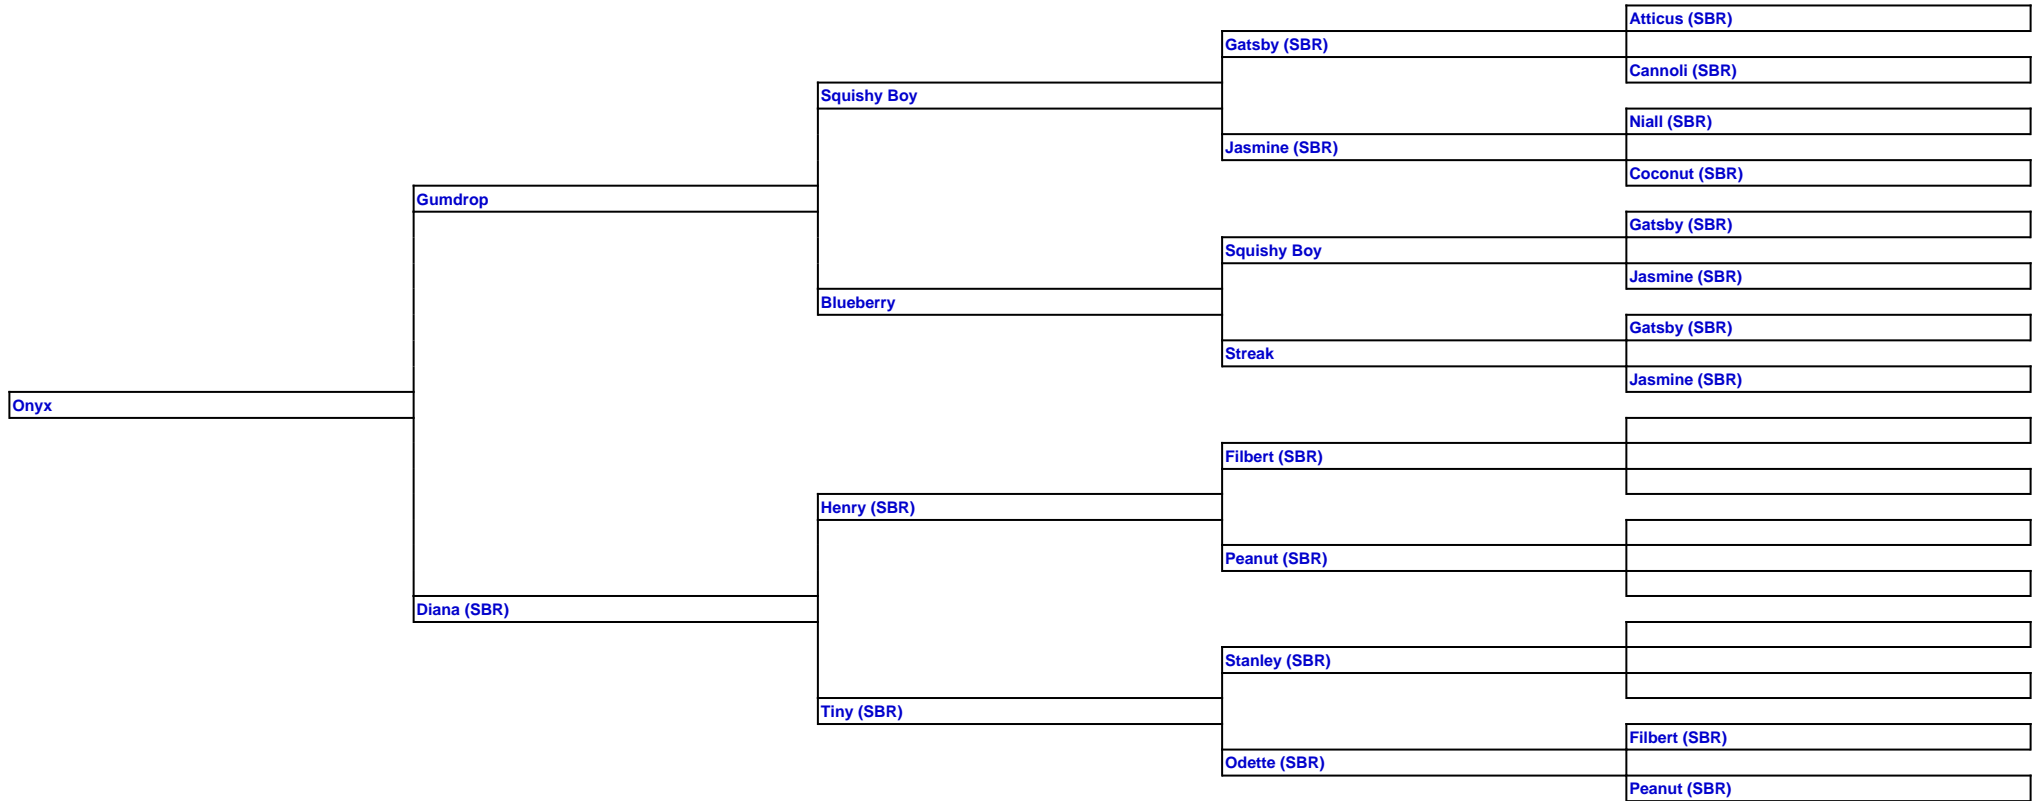 Atticus (SBR)
Gatsby (SBR)
Cannoli (SBR)
Squishy Boy
Niall (SBR)
Jasmine (SBR)
Coconut (SBR)
Gumdrop
Gatsby (SBR)
Squishy Boy
Jasmine (SBR)
Blueberry
Gatsby (SBR)
Streak
Jasmine (SBR)
Onyx
Filbert (SBR)
Henry (SBR)
Peanut (SBR)
Diana (SBR)
Stanley (SBR)
Tiny (SBR)
Filbert (SBR)
Odette (SBR)
Peanut (SBR)